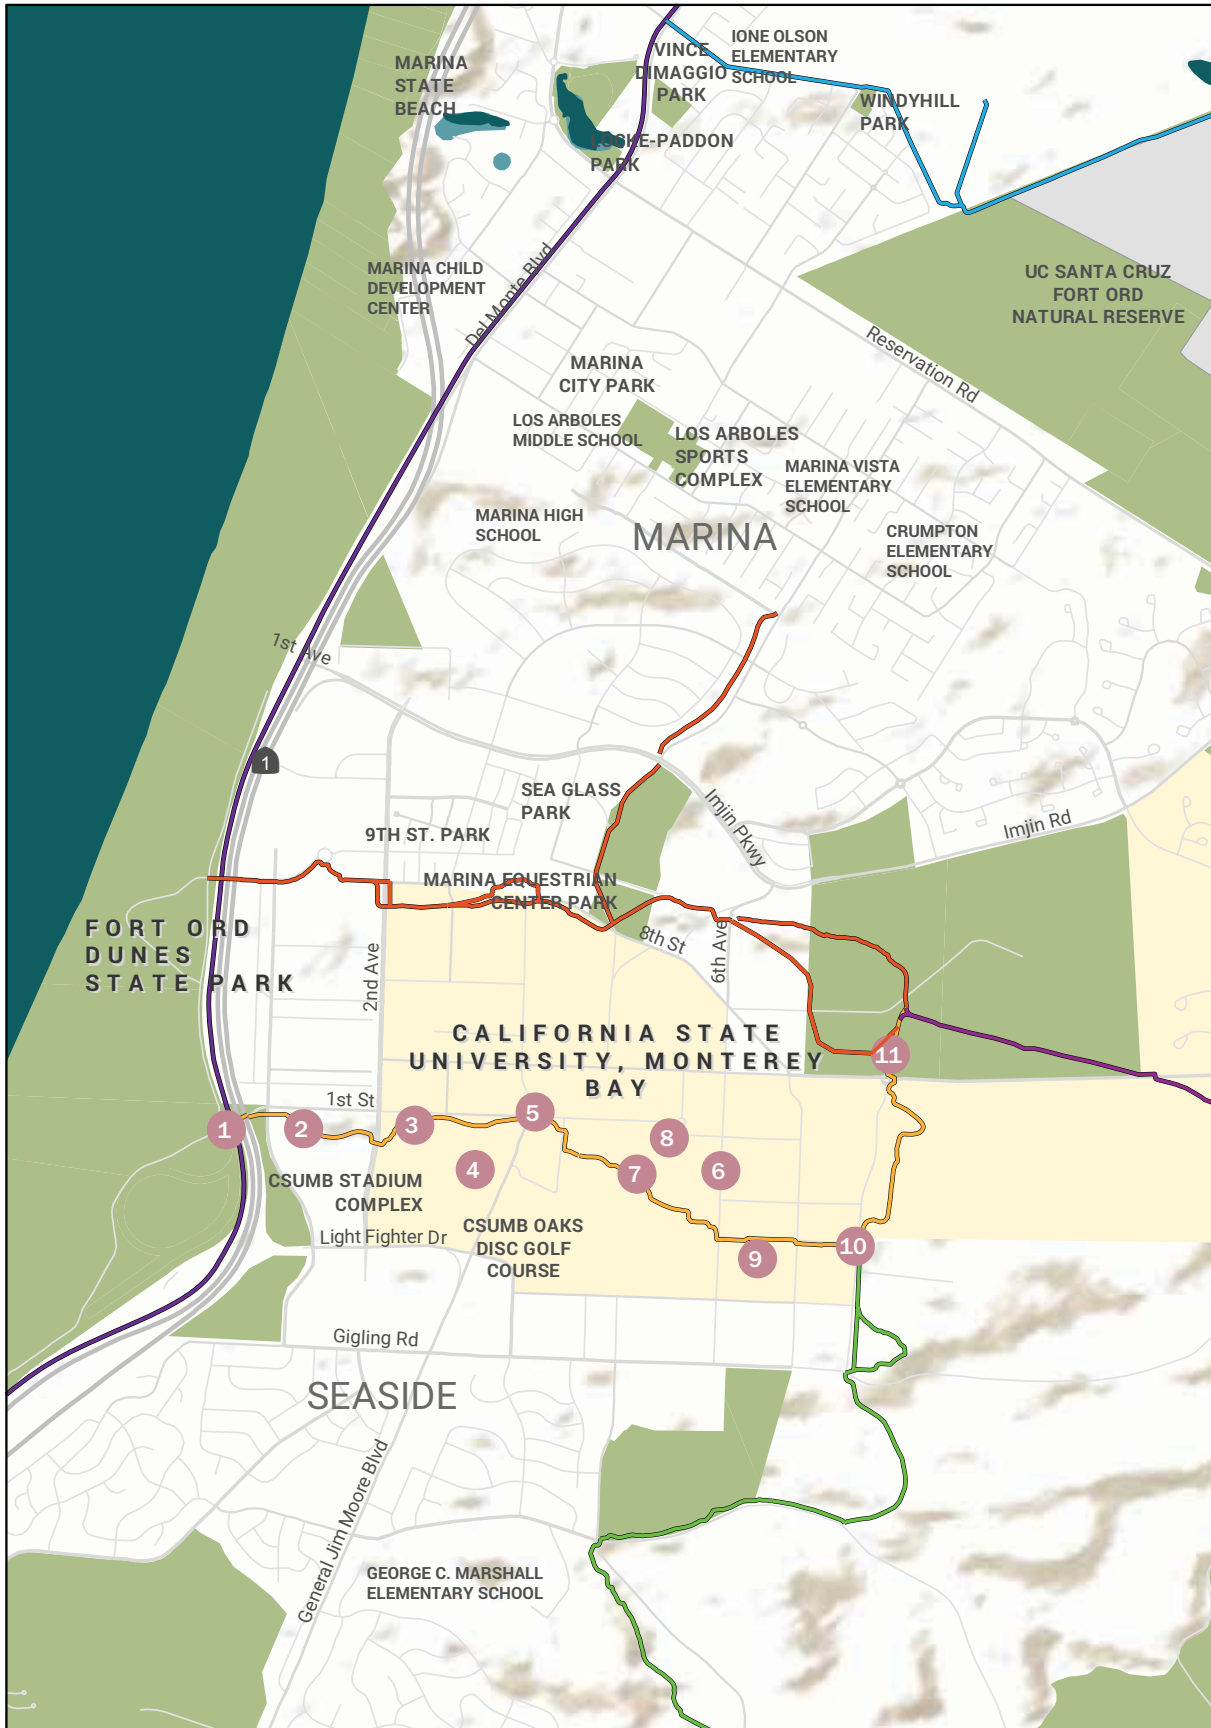 IONE OLSON
ELEMENTARY
SCHOOL
VINCE
DIMAGGIO
PARK
MARINA
STATE
BEACH
WINDYHILL
PARK
LOCKE-PADDON
PARK
MARINA CHILD
DEVELOPMENT
CENTER
Del Monte Blvd
UC SANTA CRUZ
FORT ORD
NATURAL RESERVE
Reservation Rd
MARINA
CITY PARK
LOS ARBOLES
MIDDLE SCHOOL
LOS ARBOLES
SPORTS
COMPLEX
MARINA VISTA
ELEMENTARY
SCHOOL
MARINA HIGH
SCHOOL
MARINA
CRUMPTON
ELEMENTARY
SCHOOL
1st Ave
1
SEA GLASS
PARK
Imjin Pkwy
Imjin Rd
9TH ST. PARK
MARINA EQUESTRIAN
CENTER PARK
FORT ORD
DUNES
STATE PARK
2nd Ave
8th St
6th Ave
CALIFORNIA STATE
UNIVERSITY, MONTEREY
BAY
11
1st St
1
2
3
5
4
8
7
6
CSUMB STADIUM
COMPLEX
Light Fighter Dr
CSUMB OAKS
DISC GOLF
COURSE
9
10
Gigling Rd
SEASIDE
General Jim Moore Blvd
GEORGE C. MARSHALL
ELEMENTARY SCHOOL